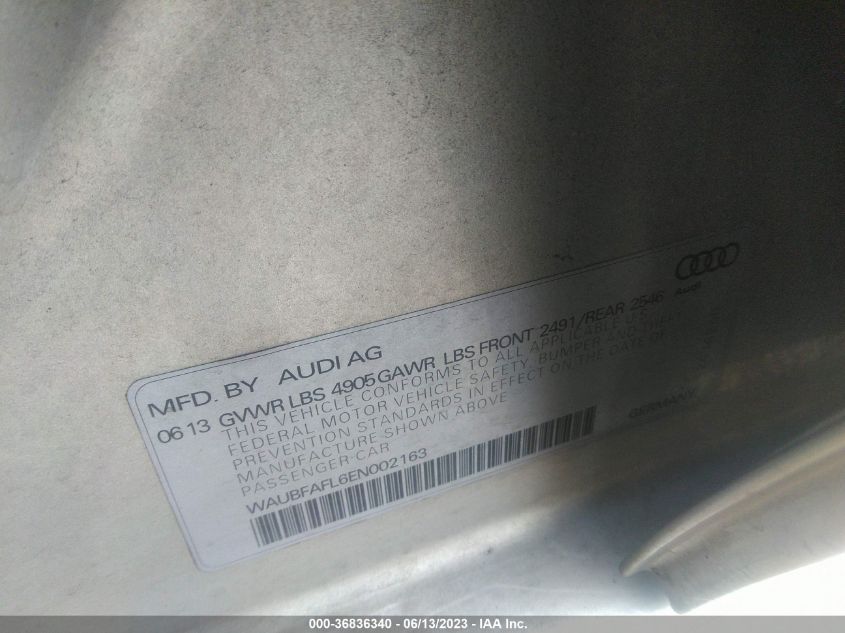 MFD. BY AUDI AG
06 13 GVWR LBS 4905 GAWR LBS FRONT 2491/REAR 2546
Audi
THIS VEHICLE CONFORMS TO ALL APPLICABLE U.S.
FEDERAL MOTOR VEHICLE SAFETY, BUMPER AND THEFT
PREVENTION STANDARDS IN EFFECT ON THE DATE OF
MANUFACTURE SHOWN ABOVE
PASSENGER-CAR
GERMANY
WAUBFAFL6EN002163
000-36836340 - 06/13/2023 - IAA Inc.